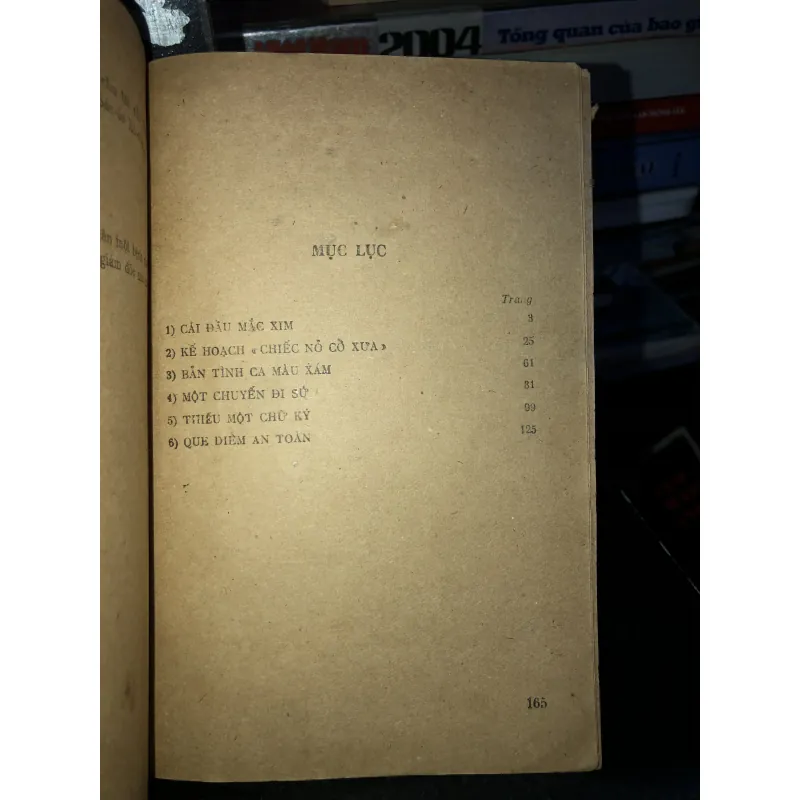 2004 Tổng quan của bao
MỤC LỤC
Trang
1) CÁI ĐẦU MẮC XIM 9
2) KẾ HOẠCH « CHIẾC NỎ CỔ XƯA » 25
3) BẢN TÌNH CA MÀU XÁM 61
4) MỘT CHUYẾN ĐI SỨ 81
5) THIẾU MỘT CHỮ KÝ 99
6) QUE DIÊM AN TOÀN 125
165
giám đốc